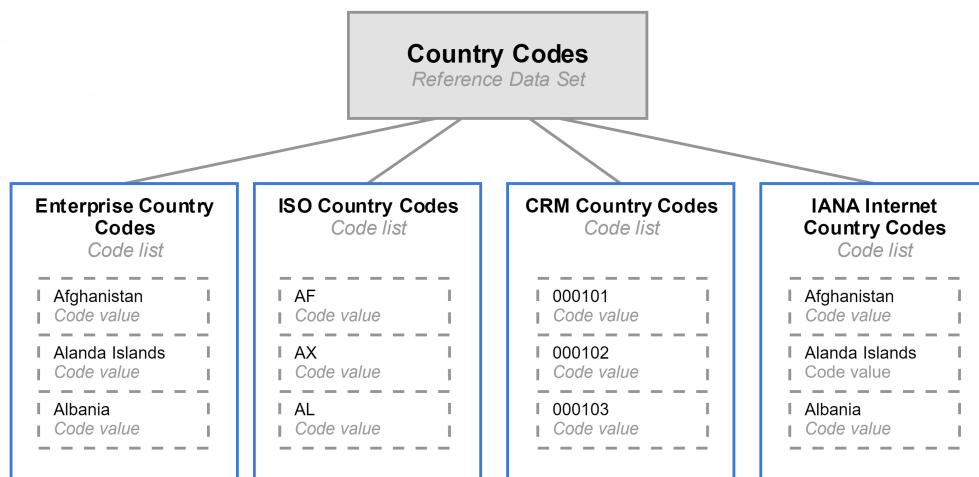 Country Codes
Reference Data Set
Enterprise Country
Codes
Code list
Afghanistan
Code value
Alanda Islands
Code value
Albania
Code value
ISO Country Codes
Code list
AF
Code value
AX
Code value
AL
Code value
CRM Country Codes
Code list
000101
Code value
000102
Code value
000103
Code value
IANA Internet
Country Codes
Code list
Afghanistan
Code value
Alanda Islands
Code value
Albania
Code value